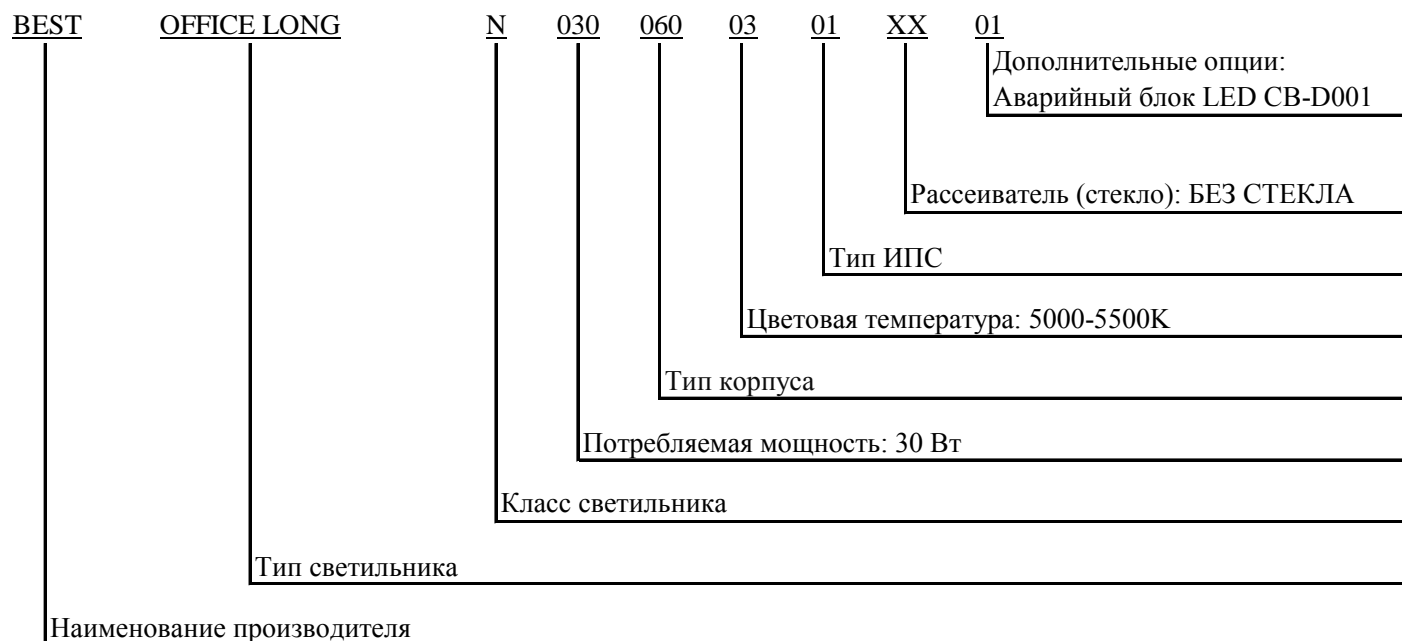 BEST OFFICE LONG N 030 060 03 01 XX 01
Дополнительные опции:
Аварийный блок LED CB-D001
Рассеиватель (стекло): БЕЗ СТЕКЛА
Тип ИПС
Цветовая температура: 5000-5500K
Тип корпуса
Потребляемая мощность: 30 Вт
Класс светильника
Тип светильника
Наименование производителя